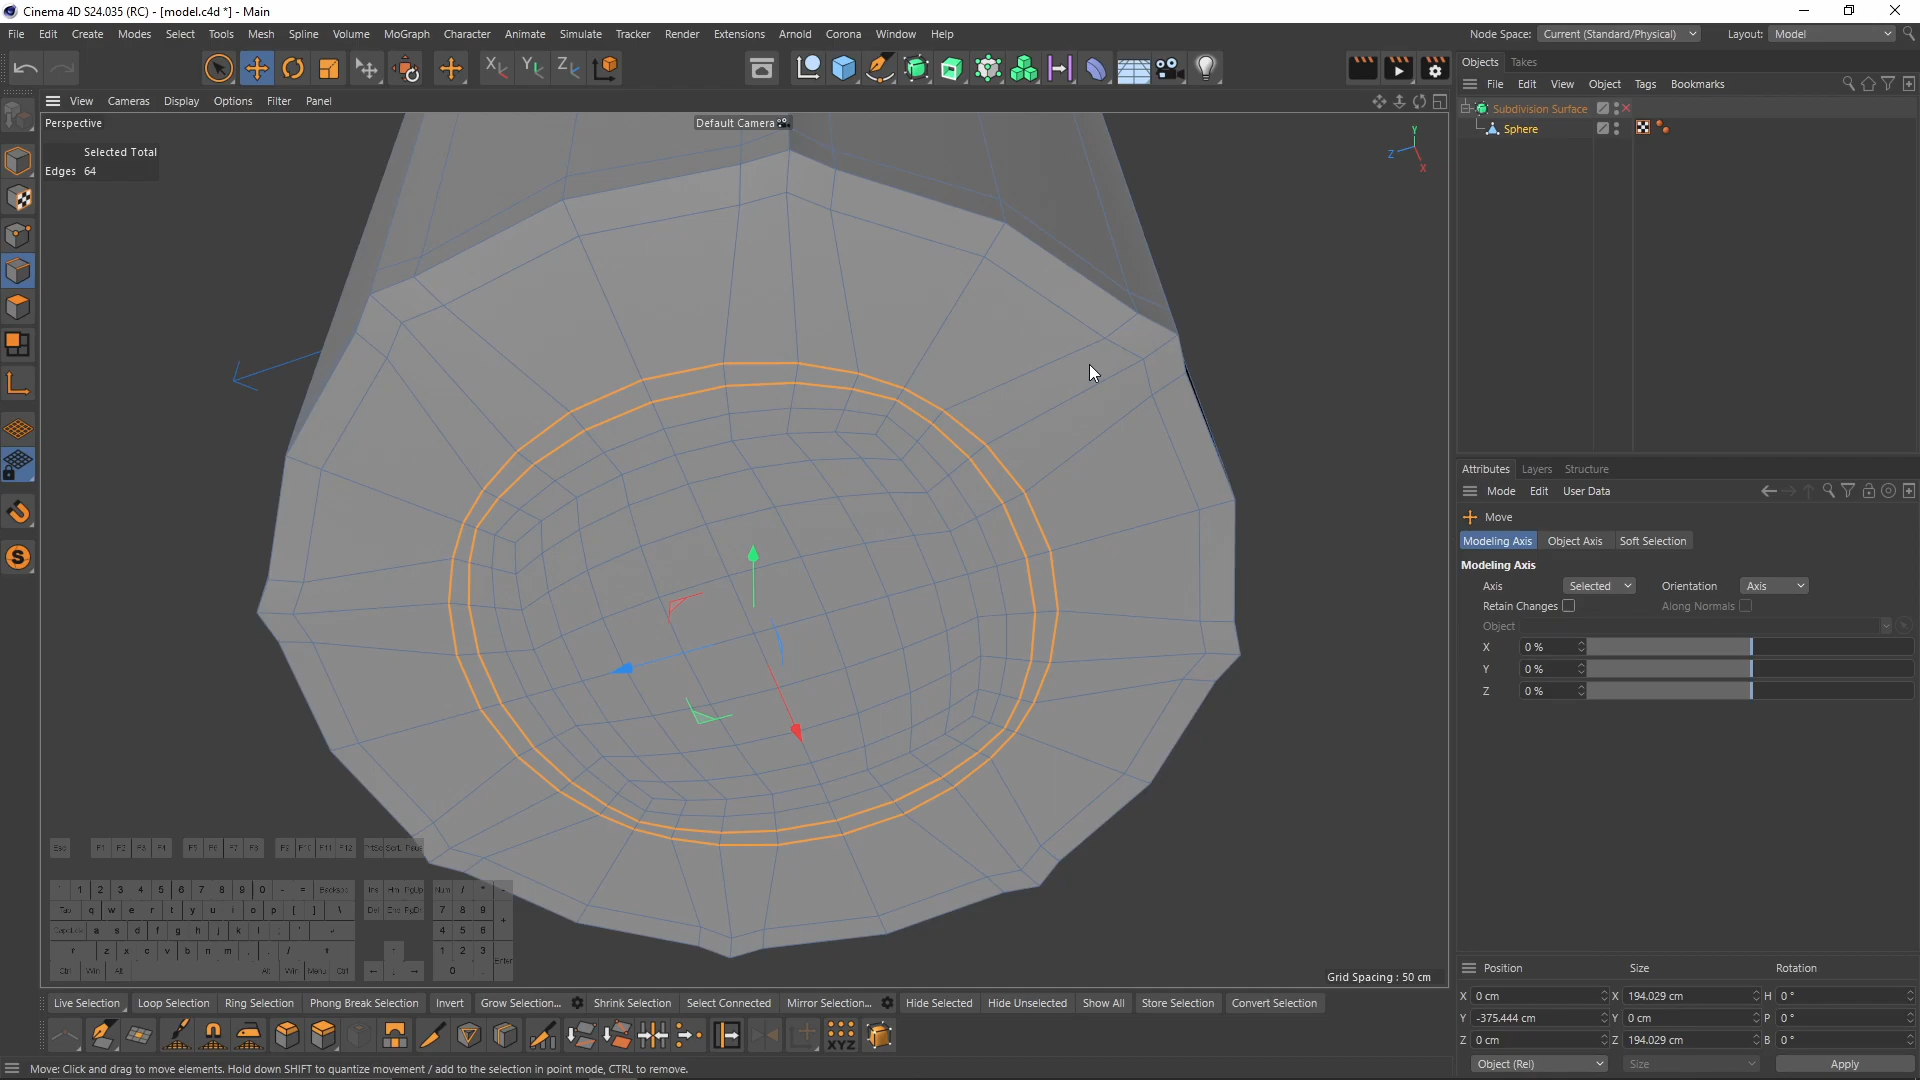 Cinema 4D S24.035 (RC) - [model.c4d *] - Main
File Edit Create Modes Select Spline Tools Mesh Volume MoGraph Character Animate Simulate Tracker Render Extensions Arnold Corona Window Help
Node Space: Current (Standard/Physical) Layout: Model
Objects Takes
File Edit View Object Tags Bookmarks
View Cameras Display Options Filter Panel
Perspective
Default Camera
Selected Total
Edges 64
Subdivision Surface
Sphere
Y
Z
X
Attributes Layers Structure
Mode Edit User Data
Move
Modeling Axis Object Axis Soft Selection
Modeling Axis
Axis Selected Orientation Axis
Retain Changes Along Normals
Object
X 0 %
Y 0 %
Z 0 %
Grid Spacing : 50 cm
Live Selection Loop Selection Ring Selection Phong Break Selection Invert Grow Selection... Shrink Selection Select Connected Mirror Selection... Hide Selected Hide Unselected Show All Store Selection Convert Selection
Position Size Rotation
X 0 cm X 194.029 cm H 0 °
Y -375.444 cm Y 0 cm P 0 °
Z 0 cm Z 194.029 cm B 0 °
Object (Rel) Size Apply
Move: Click and drag to move elements. Hold down SHIFT to quantize movement / add to the selection in point mode, CTRL to remove.